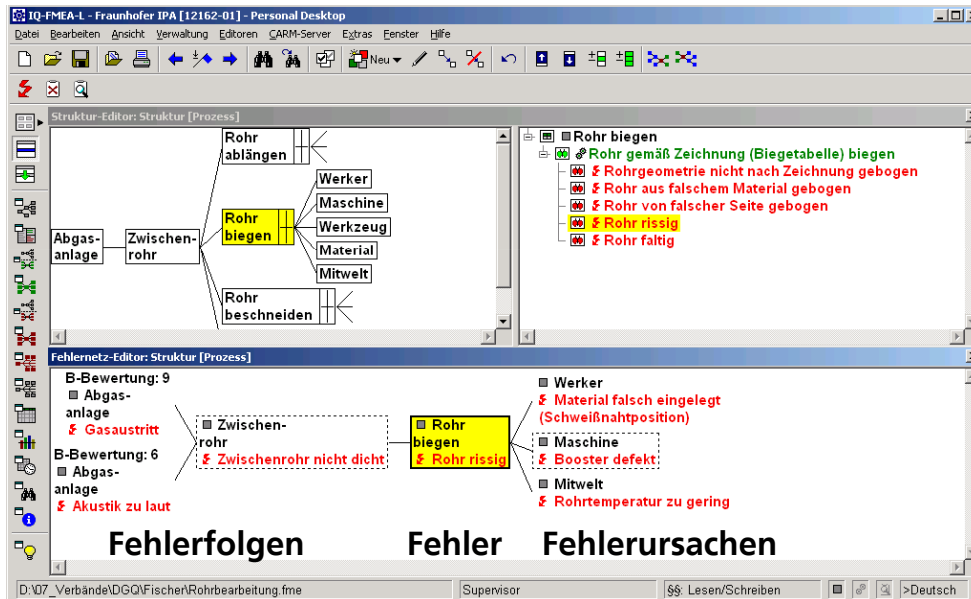 IQ-FMEA-L - Fraunhofer IPA [12162-01] - Personal Desktop
Datei Bearbeiten Ansicht Verwaltung Editoren CARM-Server Extras Fenster Hilfe
Neu
Struktur-Editor: Struktur [Prozess]
Rohr
ablängen
Werker
Maschine
Rohr
biegen
Werkzeug
Abgas-
anlage
Zwischen-
rohr
Material
Mitwelt
Rohr
beschneiden
Rohr biegen
Rohr gemäß Zeichnung (Biegetabelle) biegen
Rohrgeometrie nicht nach Zeichnung gebogen
Rohr aus falschem Material gebogen
Rohr von falscher Seite gebogen
Rohr rissig
Rohr faltig
Fehlernetz-Editor: Struktur [Prozess]
B-Bewertung: 9
Abgas-
anlage
Gasaustritt
B-Bewertung: 6
Abgas-
anlage
Akustik zu laut
Zwischen-
rohr
Zwischenrohr nicht dicht
Rohr
biegen
Rohr rissig
Werker
Material falsch eingelegt
(Schweißnahtposition)
Maschine
Booster defekt
Mitwelt
Rohrtemperatur zu gering
Fehlerfolgen Fehler Fehlerursachen
D:\07_Verbände\DGQ\Fischer\Rohrbearbeitung.fme Supervisor §§: Lesen/Schreiben >Deutsch